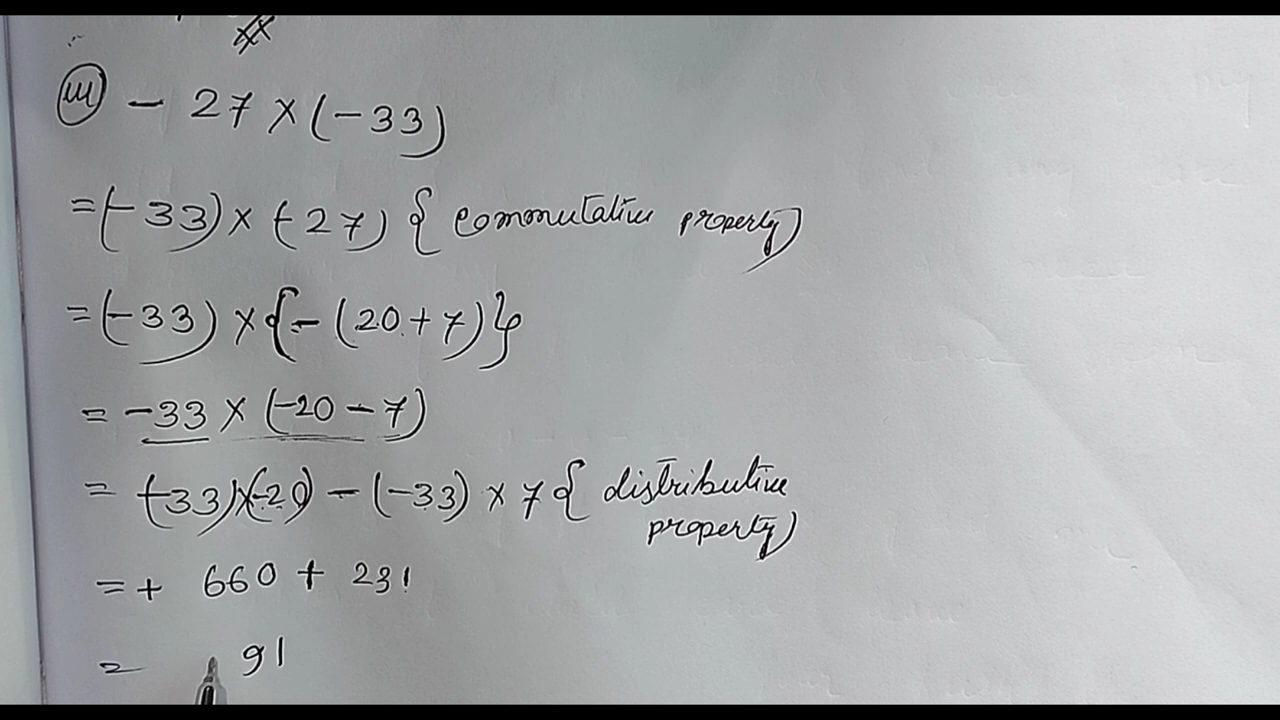 (iii) - 27 × (-33)
= (-33) × (-27) { commutative property)
= (-33) × {- (20+7)}
= -33 × (-20-7)
= (-33)×(-20) - (-33) × 7 { distributive
property)
= + 660 + 231
= 91